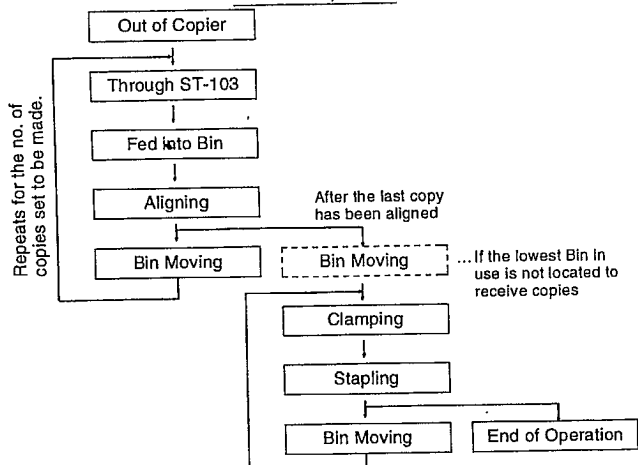 Out of Copier
Through ST-103
Fed into Bin
Aligning
Bin Moving
Repeats for the no. of
copies set to be made.
After the last copy
has been aligned
Bin Moving
...If the lowest Bin in
use is not located to
receive copies
Clamping
Stapling
Bin Moving
End of Operation